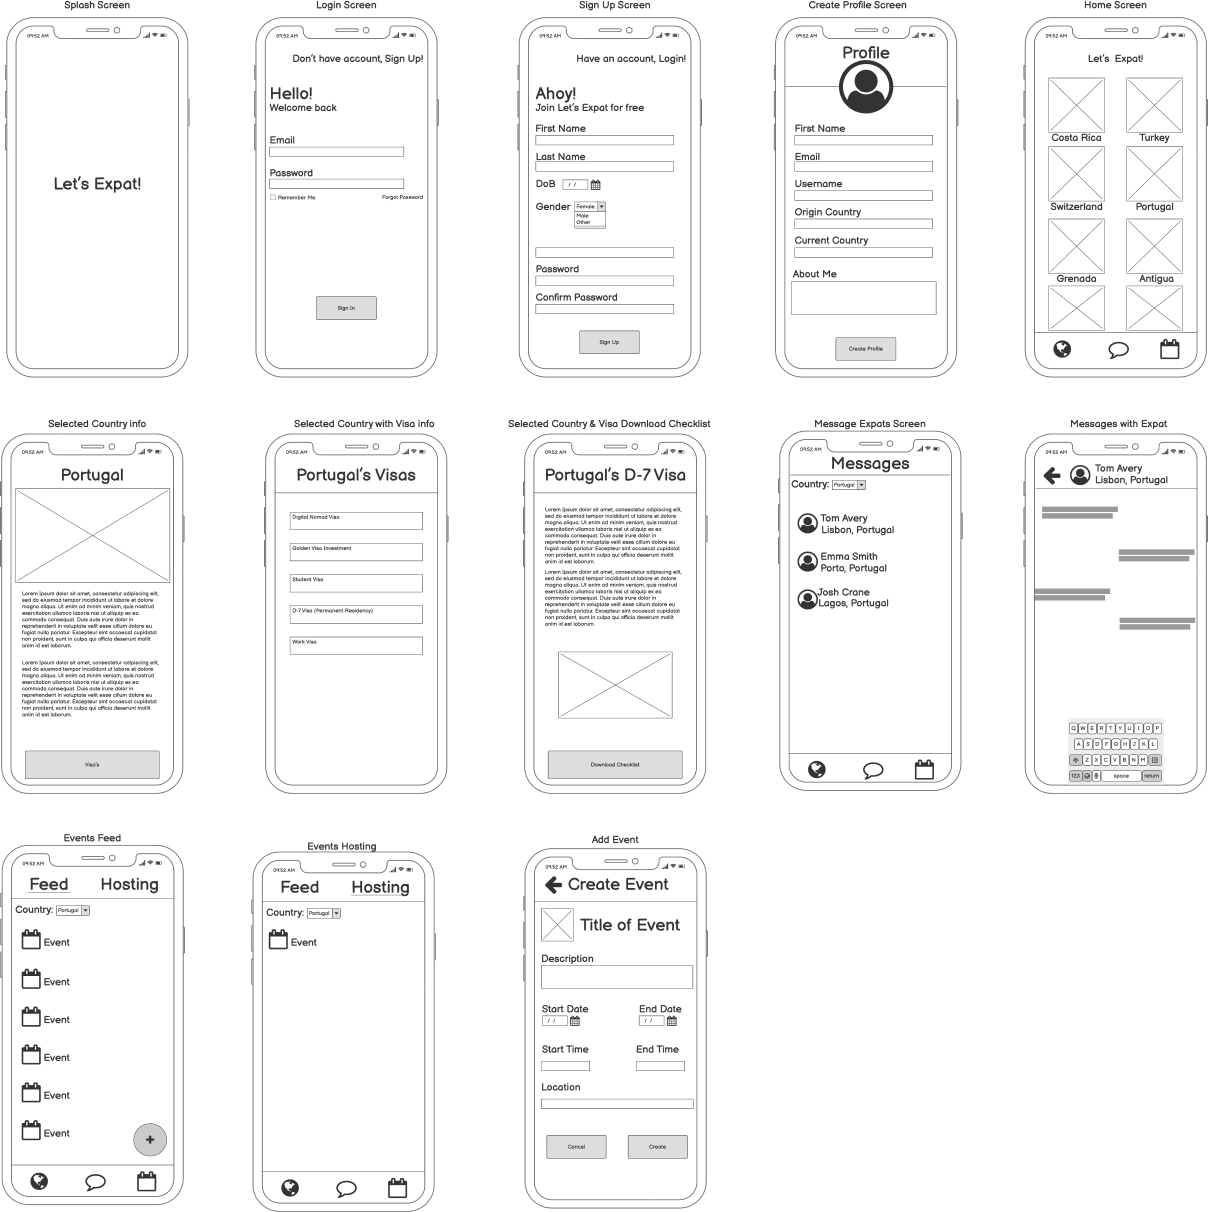 Splash Screen
09:52 AM
Let's Expat!
Login Screen
09:52 AM
Don't have account, Sign Up!
Hello!
Welcome back
Email
Password
Remember Me
Forgot Password
Sign In
Sign Up Screen
09:52 AM
Have an account, Login!
Ahoy!
Join Let's Expat for free
First Name
Last Name
DoB / /
Gender Female
Male
Other
Password
Confirm Password
Sign Up
Create Profile Screen
09:52 AM
Profile
First Name
Email
Username
Origin Country
Current Country
About Me
Create Profile
Home Screen
09:52 AM
Let's Expat!
Costa Rica
Turkey
Switzerland
Portugal
Grenada
Antigua
Selected Country info
09:52 AM
Portugal
Lorem Ipsum dolor sit amet, consectetur adipiscing elit,
sed do eiusmod tempor incididunt ut labore et dolore
magna aliqua. Ut enim ad minim veniam, quis nostrud
exercitation ullamco laboris nisi ut aliquip ex ea
commodo consequat. Duis aute irure dolor in
reprehenderit in voluptate velit esse cillum dolore eu
fugiat nulla pariatur. Excepteur sint occaecat cupidatat
non proident, sunt in culpa qui officia deserunt mollit
anim id est laborum.
Lorem Ipsum dolor sit amet, consectetur adipiscing elit,
sed do eiusmod tempor incididunt ut labore et dolore
magna aliqua. Ut enim ad minim veniam, quis nostrud
exercitation ullamco laboris nisi ut aliquip ex ea
commodo consequat. Duis aute irure dolor in
reprehenderit in voluptate velit esse cillum dolore eu
fugiat nulla pariatur. Excepteur sint occaecat cupidatat
non proident, sunt in culpa qui officia deserunt mollit
anim id est laborum.
Visa's
Selected Country with Visa info
09:52 AM
Portugal's Visas
Digital Nomad Visa
Golden Visa Investment
Student Visa
D-7 Visa (Permanent Residency)
Work Visa
Selected Country & Visa Download Checklist
09:52 AM
Portugal's D-7 Visa
Lorem Ipsum dolor sit amet, consectetur adipiscing elit,
sed do eiusmod tempor incididunt ut labore et dolore
magna aliqua. Ut enim ad minim veniam, quis nostrud
exercitation ullamco laboris nisi ut aliquip ex ea
commodo consequat. Duis aute irure dolor in
reprehenderit in voluptate velit esse cillum dolore eu
fugiat nulla pariatur. Excepteur sint occaecat cupidatat
non proident, sunt in culpa qui officia deserunt mollit
anim id est laborum.
Lorem Ipsum dolor sit amet, consectetur adipiscing elit,
sed do eiusmod tempor incididunt ut labore et dolore
magna aliqua. Ut enim ad minim veniam, quis nostrud
exercitation ullamco laboris nisi ut aliquip ex ea
commodo consequat. Duis aute irure dolor in
reprehenderit in voluptate velit esse cillum dolore eu
fugiat nulla pariatur. Excepteur sint occaecat cupidatat
non proident, sunt in culpa qui officia deserunt mollit
anim id est laborum.
Download Checklist
Message Expats Screen
09:52 AM
Messages
Country: Portugal
Tom Avery
Lisbon, Portugal
Emma Smith
Porto, Portugal
Josh Crane
Lagos, Portugal
Messages with Expat
09:52 AM
Tom Avery
Lisbon, Portugal
Q W E R T Y U I O P
A S D F G H J K L
Z X C V B N M
123 space return
Events Feed
09:52 AM
Feed Hosting
Country: Portugal
Event
Event
Event
Event
Event
Event
+
Events Hosting
09:52 AM
Feed Hosting
Country: Portugal
Event
Add Event
09:52 AM
Create Event
Title of Event
Description
Start Date End Date
/ / / /
Start Time End Time
Location
Cancel Create